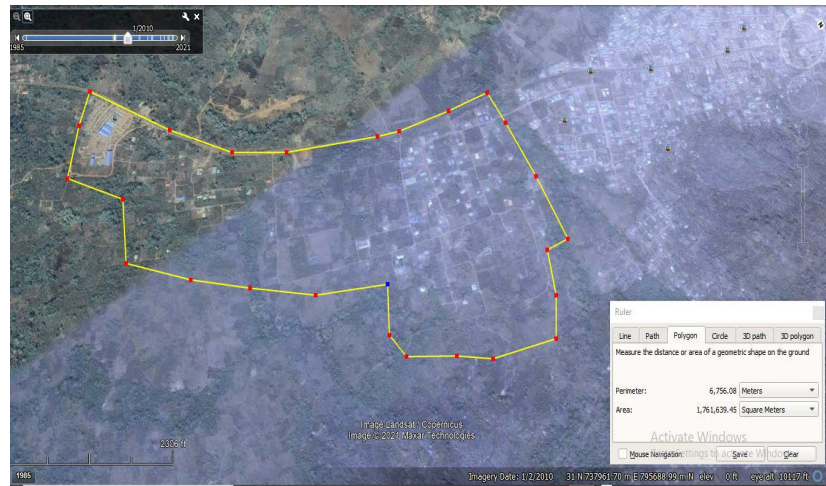 1/2010
1985 2021
Ruler
Line Path Polygon Circle 3D path 3D polygon
Measure the distance or area of a geometric shape on the ground
Perimeter: 6,756.08 Meters
Area: 1,761,639.45 Square Meters
Activate Windows
Mouse Navigation Save Clear
Image Landsat / Copernicus
Image © 2021 Maxar Technologies
2306 ft
1985
Imagery Date: 1/2/2010 31 N 737961.70 m E 795688.99 m N elev 0 ft eye alt 10117 ft